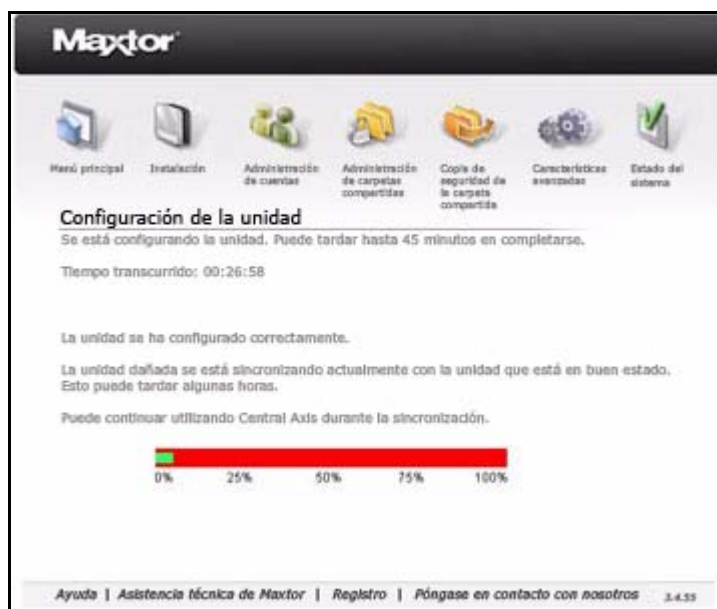 Maxtor
Menú principal
Instalación
Administración
de cuentas
Administración
de carpetas
compartidas
Copia de
seguridad de
la carpeta
compartida
Características
avanzadas
Estado del
sistema
Configuración de la unidad
Se está configurando la unidad. Puede tardar hasta 45 minutos en completarse.
Tiempo transcurrido: 00:26:58
La unidad se ha configurado correctamente.
La unidad dañada se está sincronizando actualmente con la unidad que está en buen estado.
Esto puede tardar algunas horas.
Puede continuar utilizando Central Axis durante la sincronización.
0% 25% 50% 75% 100%
Ayuda | Asistencia técnica de Maxtor | Registro | Póngase en contacto con nosotros 3.4.55